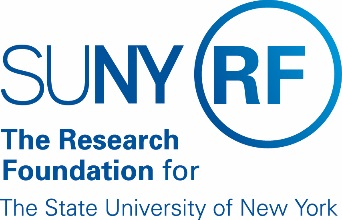 SUNY RF
The Research
Foundation for
The State University of New York